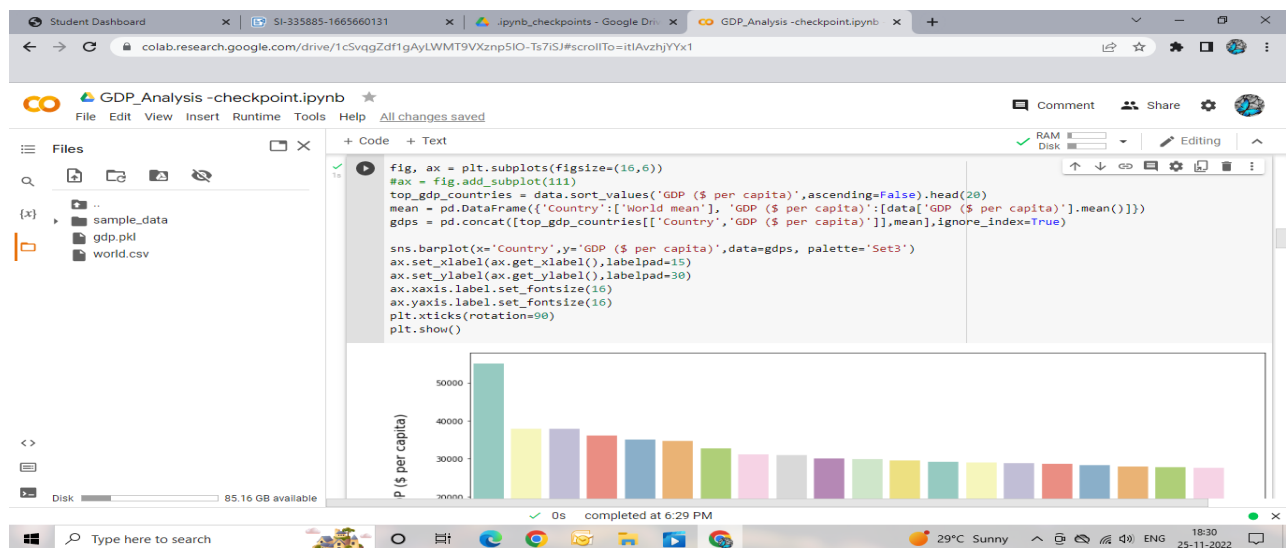 Student Dashboard
SI-335885-1665660131
.ipynb_checkpoints - Google Driv
GDP_Analysis -checkpoint.ipynb
colab.research.google.com/drive/1cSvqgZdf1gAyLWMT9VXznp5IO-Ts7iSJ#scrollTo=itlAvzhjYYx1
GDP_Analysis -checkpoint.ipynb
Comment Share
File Edit View Insert Runtime Tools Help All changes saved
Files
+ Code + Text
RAM
Disk
Editing
..
sample_data
gdp.pkl
world.csv
{x}
1s
fig, ax = plt.subplots(figsize=(16,6))
#ax = fig.add_subplot(111)
top_gdp_countries = data.sort_values('GDP ($ per capita)',ascending=False).head(20)
mean = pd.DataFrame({'Country':['World mean'], 'GDP ($ per capita)':[data['GDP ($ per capita)'].mean()]})
gdps = pd.concat([top_gdp_countries[['Country','GDP ($ per capita)']],mean],ignore_index=True)
sns.barplot(x='Country',y='GDP ($ per capita)',data=gdps, palette='Set3')
ax.set_xlabel(ax.get_xlabel(),labelpad=15)
ax.set_ylabel(ax.get_ylabel(),labelpad=30)
ax.xaxis.label.set_fontsize(16)
ax.yaxis.label.set_fontsize(16)
plt.xticks(rotation=90)
plt.show()
50000
40000
30000
20000
P ($ per capita)
Disk 85.16 GB available
0s completed at 6:29 PM
Type here to search
29°C Sunny
ENG
18:30
25-11-2022